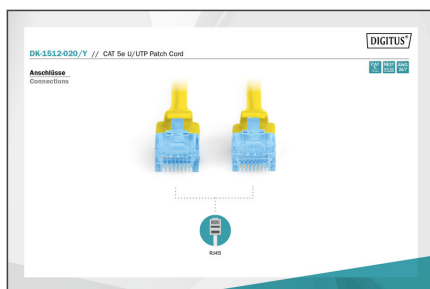 DIGITUS®
DK-1512-020/Y // CAT 5e U/UTP Patch Cord
Anschlüsse
Connections
RJ45